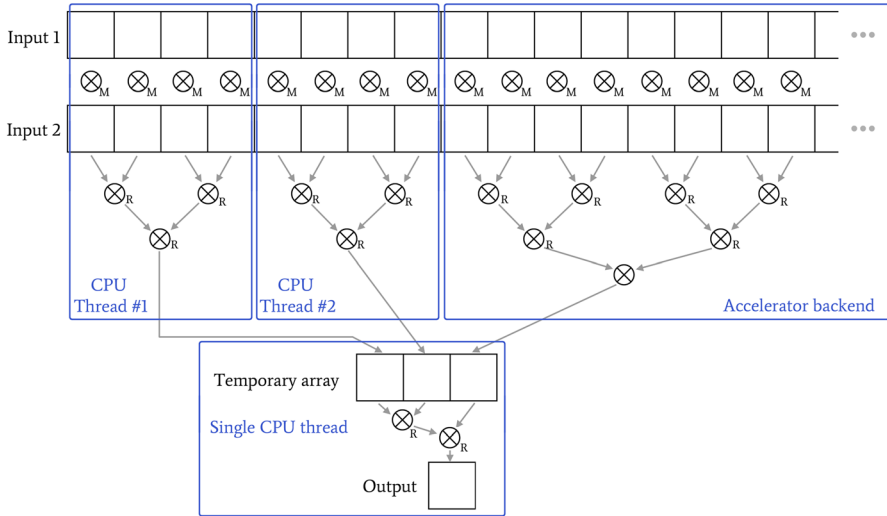 Input 1
M M M M M M M M M M M M M M M M
Input 2
R R R R R R R R
R R R R
CPU
Thread #1
CPU
Thread #2
Accelerator backend
Temporary array
Single CPU thread
R
R
Output